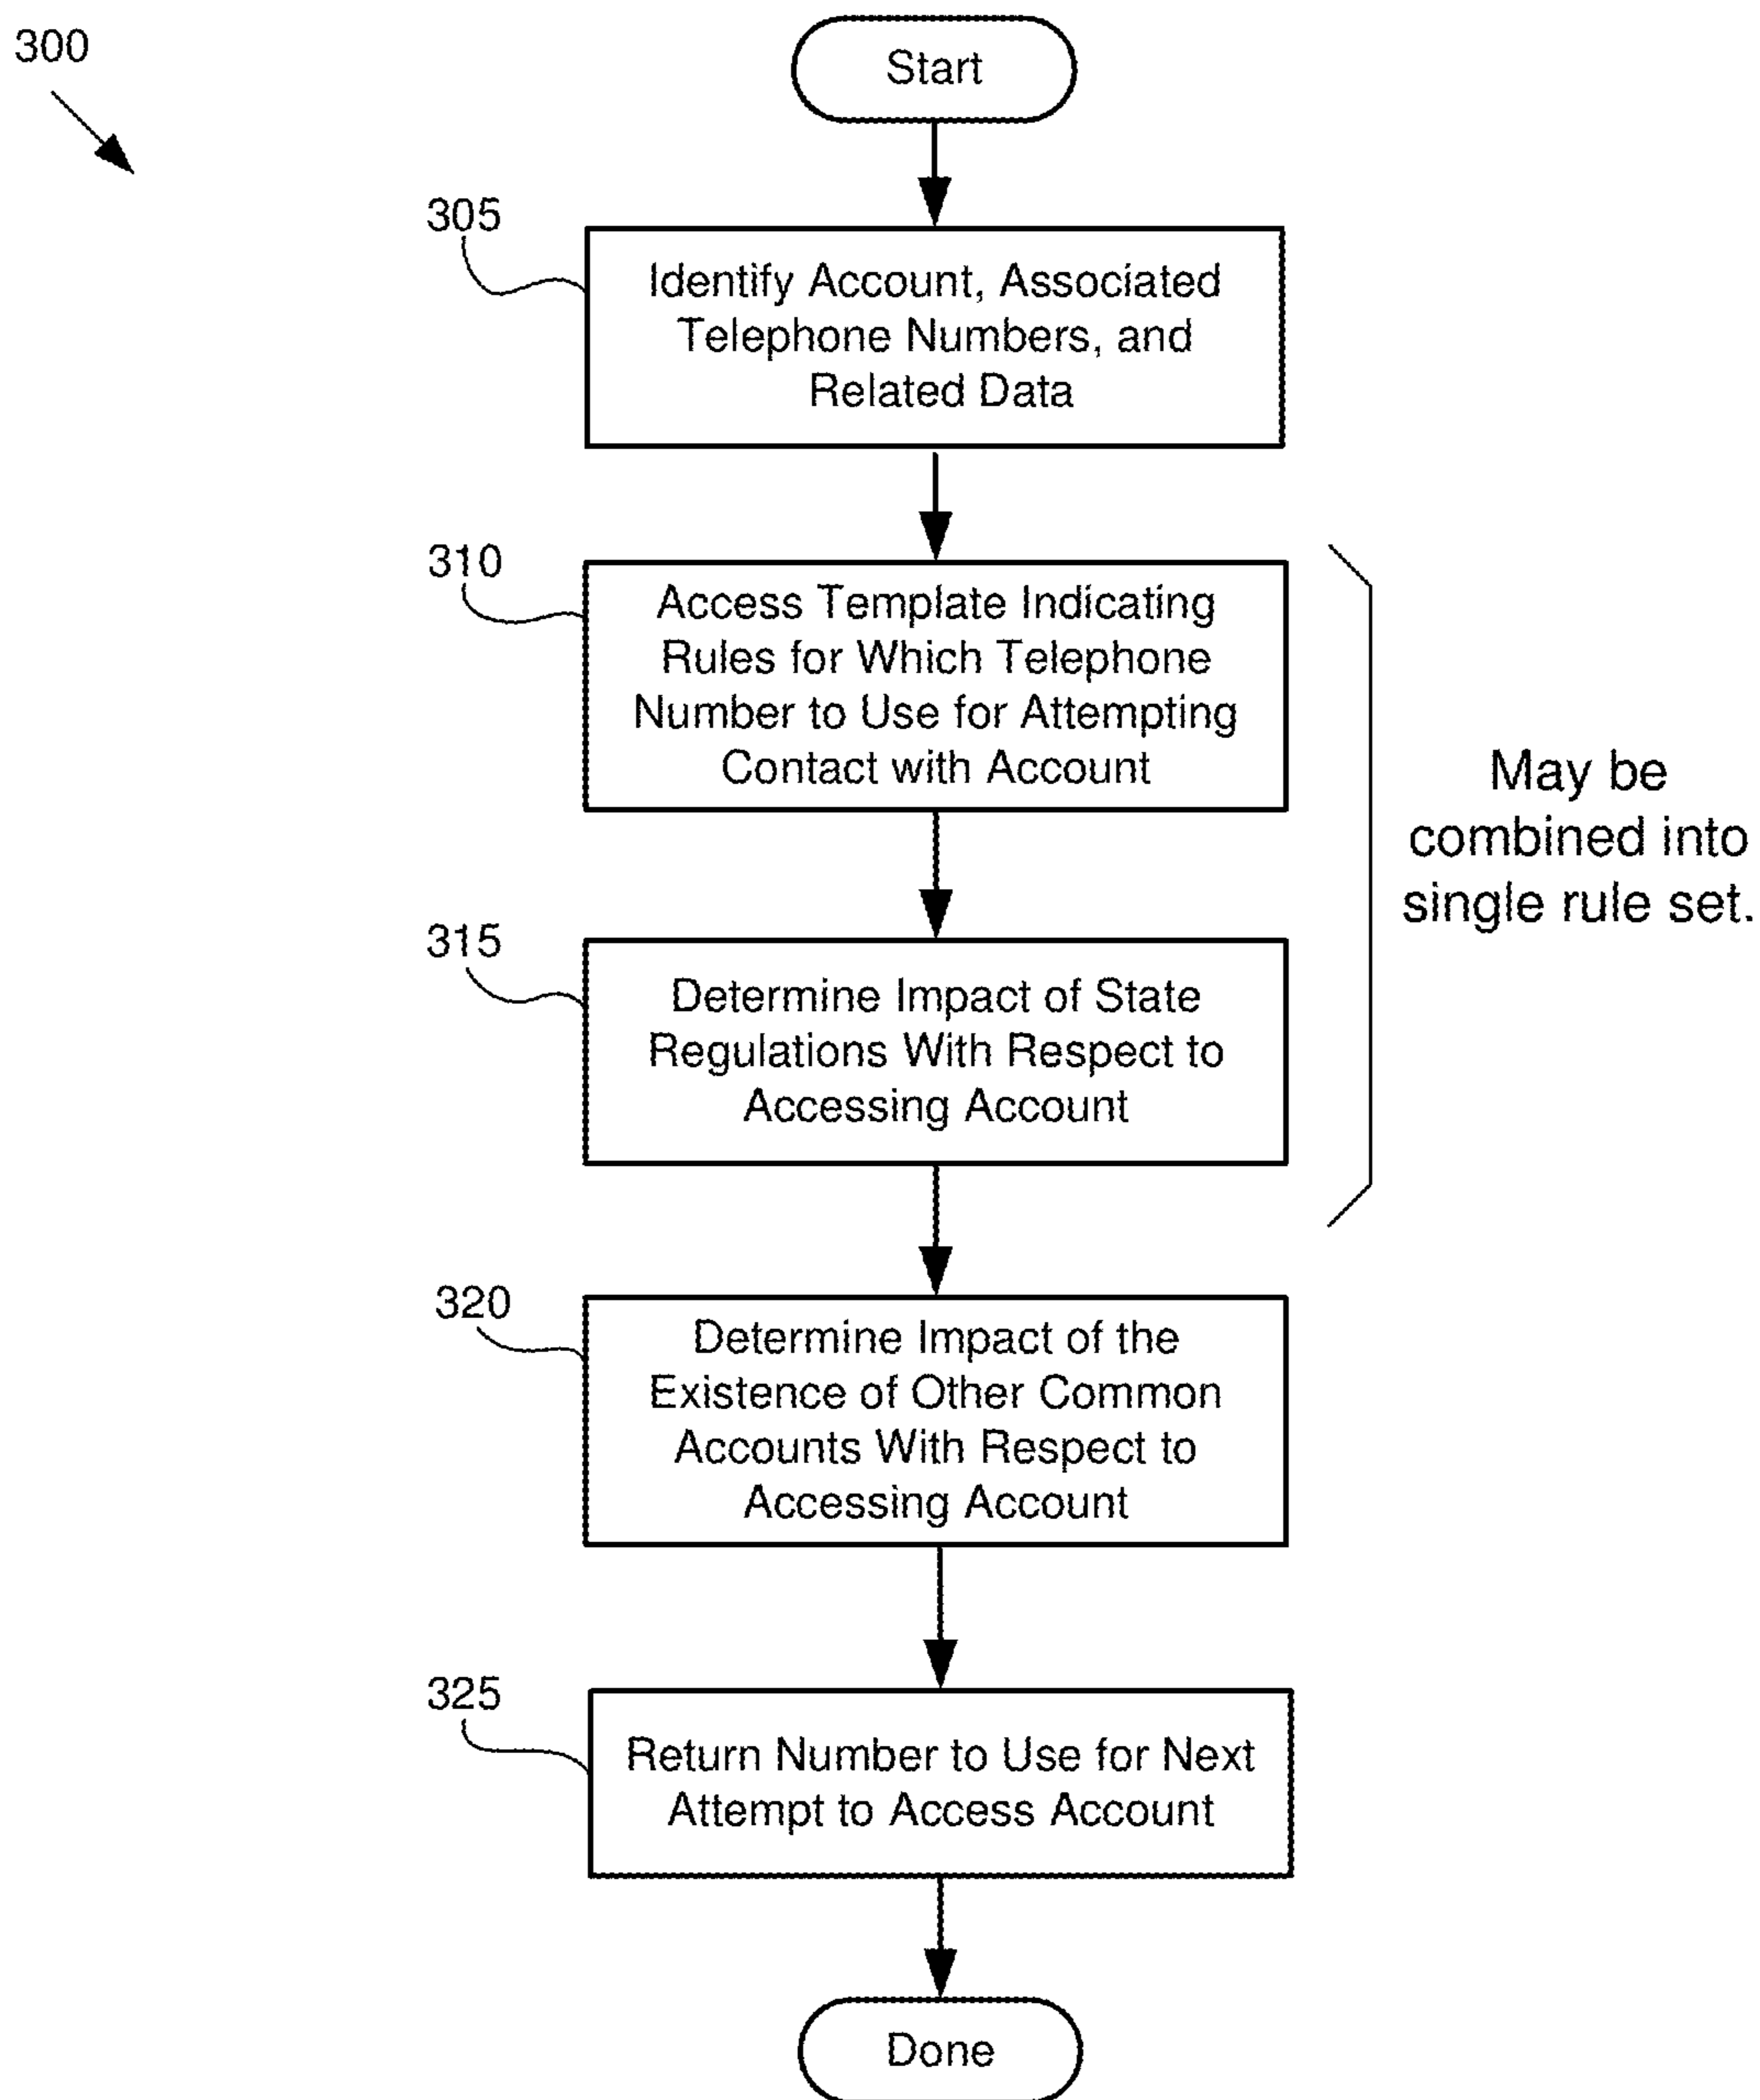 300
Start
305
Identify Account, Associated
Telephone Numbers, and
Related Data
310
Access Template Indicating
Rules for Which Telephone
Number to Use for Attempting
Contact with Account
May be
combined into
single rule set.
315
Determine Impact of State
Regulations With Respect to
Accessing Account
320
Determine Impact of the
Existence of Other Common
Accounts With Respect to
Accessing Account
325
Return Number to Use for Next
Attempt to Access Account
Done